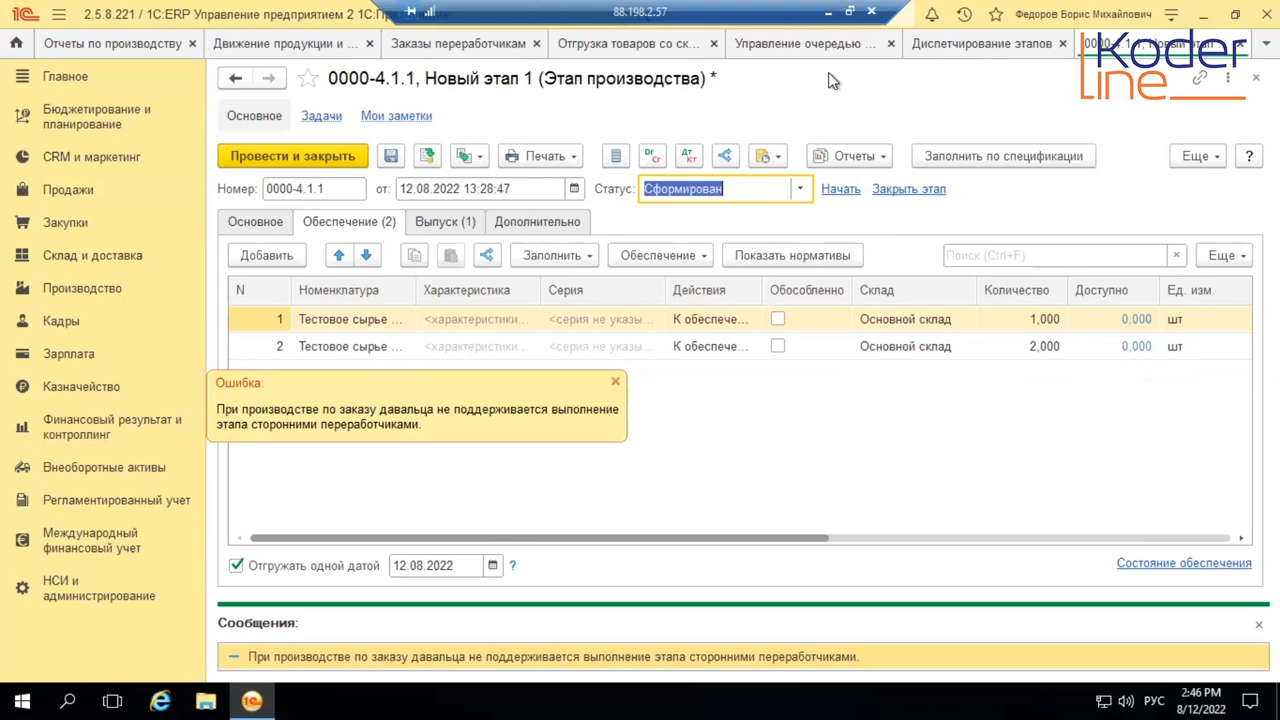 2.5.8.221 / 1С:ERP Управление предприятием 2 1С:Пр
88.198.2.57
Федоров Борис Михайлович
Отчеты по производству
Движение продукции и ...
Заказы переработчикам
Отгрузка товаров со ск...
Управление очередью ...
Диспетчирование этапов
0000-4.1.1, Новый этап
Koder
line
Главное
Бюджетирование и
планирование
CRM и маркетинг
Продажи
Закупки
Склад и доставка
Производство
Кадры
Зарплата
Казначейство
Финансовый результат и
контроллинг
Внеоборотные активы
Регламентированный учет
Международный
финансовый учет
НСИ и
администрирование
0000-4.1.1, Новый этап 1 (Этап производства) *
Основное Задачи Мои заметки
Провести и закрыть Печать Отчеты Заполнить по спецификации Еще ?
Номер: 0000-4.1.1 от: 12.08.2022 13:28:47 Статус: Сформирован Начать Закрыть этап
Основное Обеспечение (2) Выпуск (1) Дополнительно
Добавить Заполнить Обеспечение Показать нормативы Поиск (Ctrl+F) Еще
N Номенклатура Характеристика Серия Действия Обособленно Склад Количество Доступно Ед. изм.
1 Тестовое сырье ... <характеристики... <серия не указы... К обеспече... Основной склад 1,000 0,000 шт
2 Тестовое сырье ... <характеристики... <серия не указы... К обеспече... Основной склад 2,000 0,000 шт
Ошибка:
При производстве по заказу давальца не поддерживается выполнение
этапа сторонними переработчиками.
Отгружать одной датой 12.08.2022 ?
Состояние обеспечения
Сообщения:
При производстве по заказу давальца не поддерживается выполнение этапа сторонними переработчиками.
РУС
2:46 PM
8/12/2022